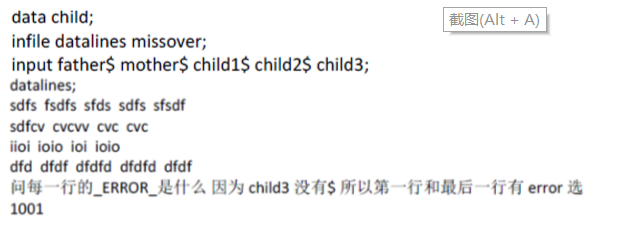 data child;
截图(Alt + A)
infile datalines missover;
input father$ mother$ child1$ child2$ child3;
datalines;
sdfs fsdfs sfds sdfs sfsdf
sdfcv cvcvv cvc cvc
iioi ioio ioi ioio
dfd dfdf dfdfd dfdfd dfdf
问每一行的_ERROR_是什么 因为 child3 没有$ 所以第一行和最后一行有 error 选
1001